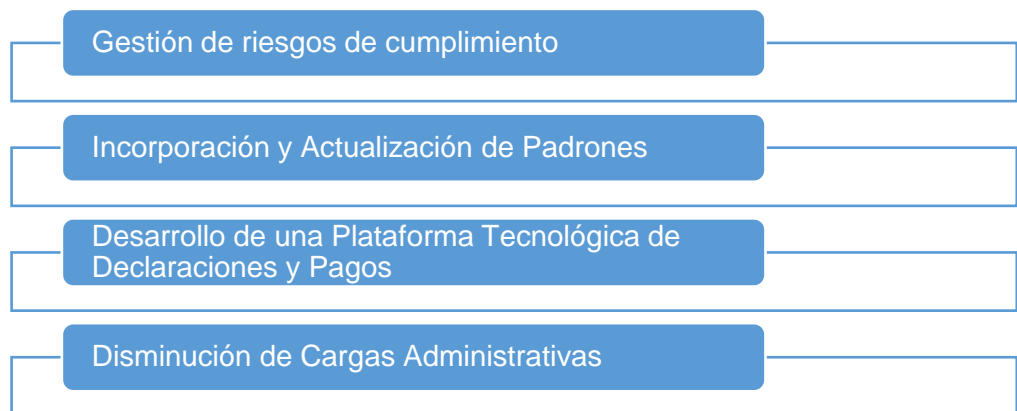 Gestión de riesgos de cumplimiento
Incorporación y Actualización de Padrones
Desarrollo de una Plataforma Tecnológica de
Declaraciones y Pagos
Disminución de Cargas Administrativas